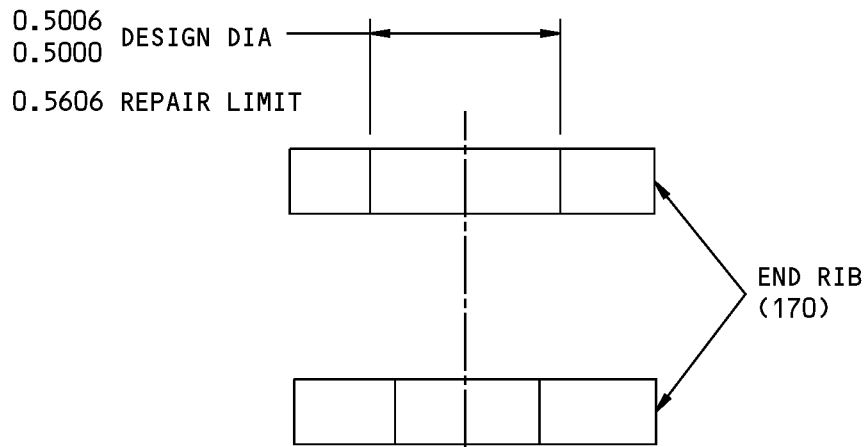 0.5006
0.5000 DESIGN DIA
0.5606 REPAIR LIMIT
END RIB
(170)